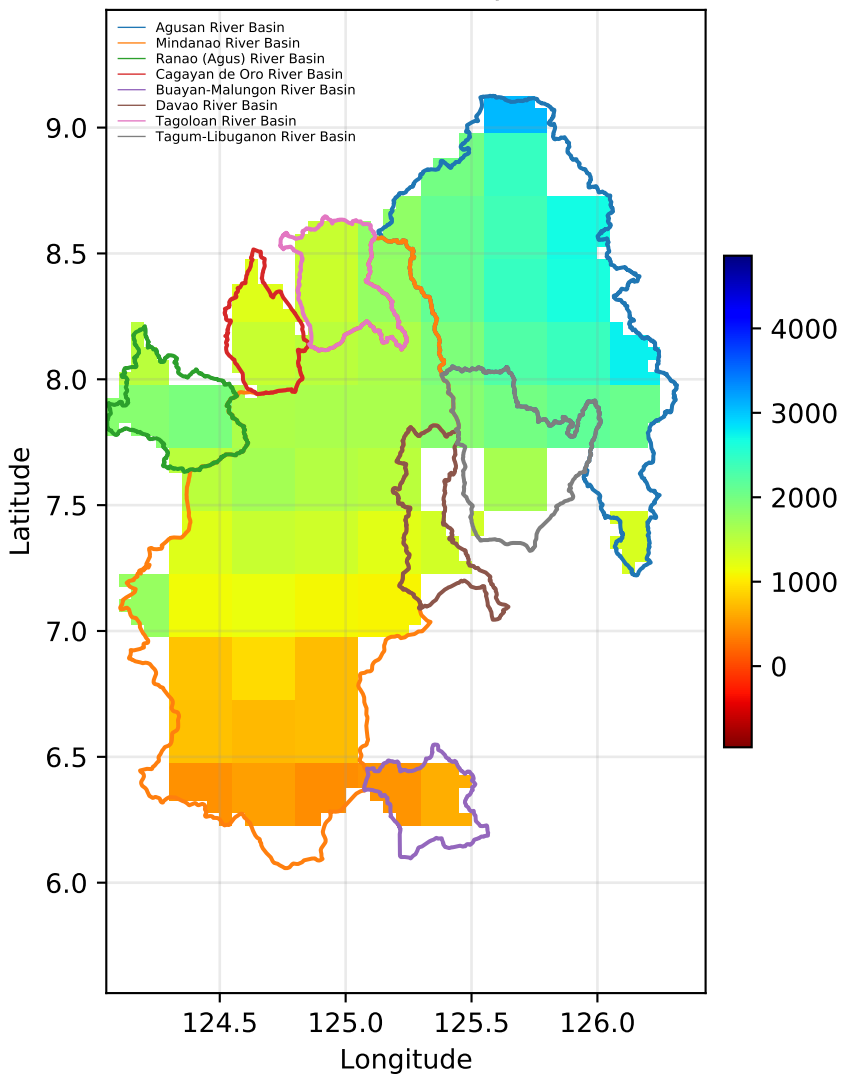 Agusan River Basin
Mindanao River Basin
Ranao (Agus) River Basin
Cagayan de Oro River Basin
Buayan-Malungon River Basin
Davao River Basin
Tagoloan River Basin
Tagum-Libuganon River Basin
9.0
8.5
8.0
7.5
7.0
6.5
6.0
Latitude
124.5 125.0 125.5 126.0
Longitude
4000
3000
2000
1000
0